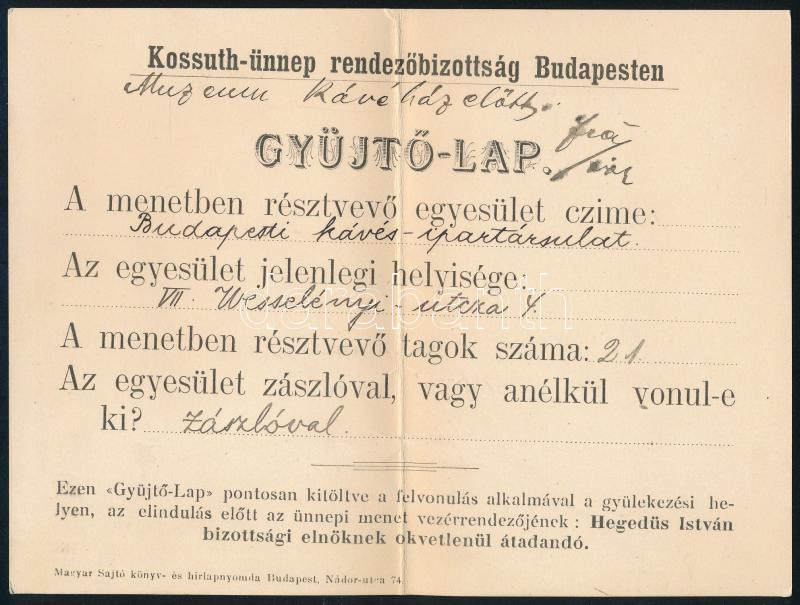 Kossuth-ünnep rendezőbizottság Budapesten
Muzeum kávéház előtt.
GYÜJTŐ-LAP.
A menetben résztvevő egyesület czime:
Budapesti kávés-ipartársulat.
Az egyesület jelenlegi helyisége:
VII. Wesselényi-utcza 4.
A menetben résztvevő tagok száma: 21
Az egyesület zászlóval, vagy anélkül vonul-e
ki? zászlóval.
Ezen «Gyüjtő-Lap» pontosan kitöltve a felvonulás alkalmával a gyülekezési he-
lyen, az elindulás előtt az ünnepi menet vezérrendezőjének: Hegedüs István
bizottsági elnöknek okvetlenül átadandó.
Magyar Sajtó könyv- és hirlapnyomda Budapest, Nádor-utca 74.
darabanth